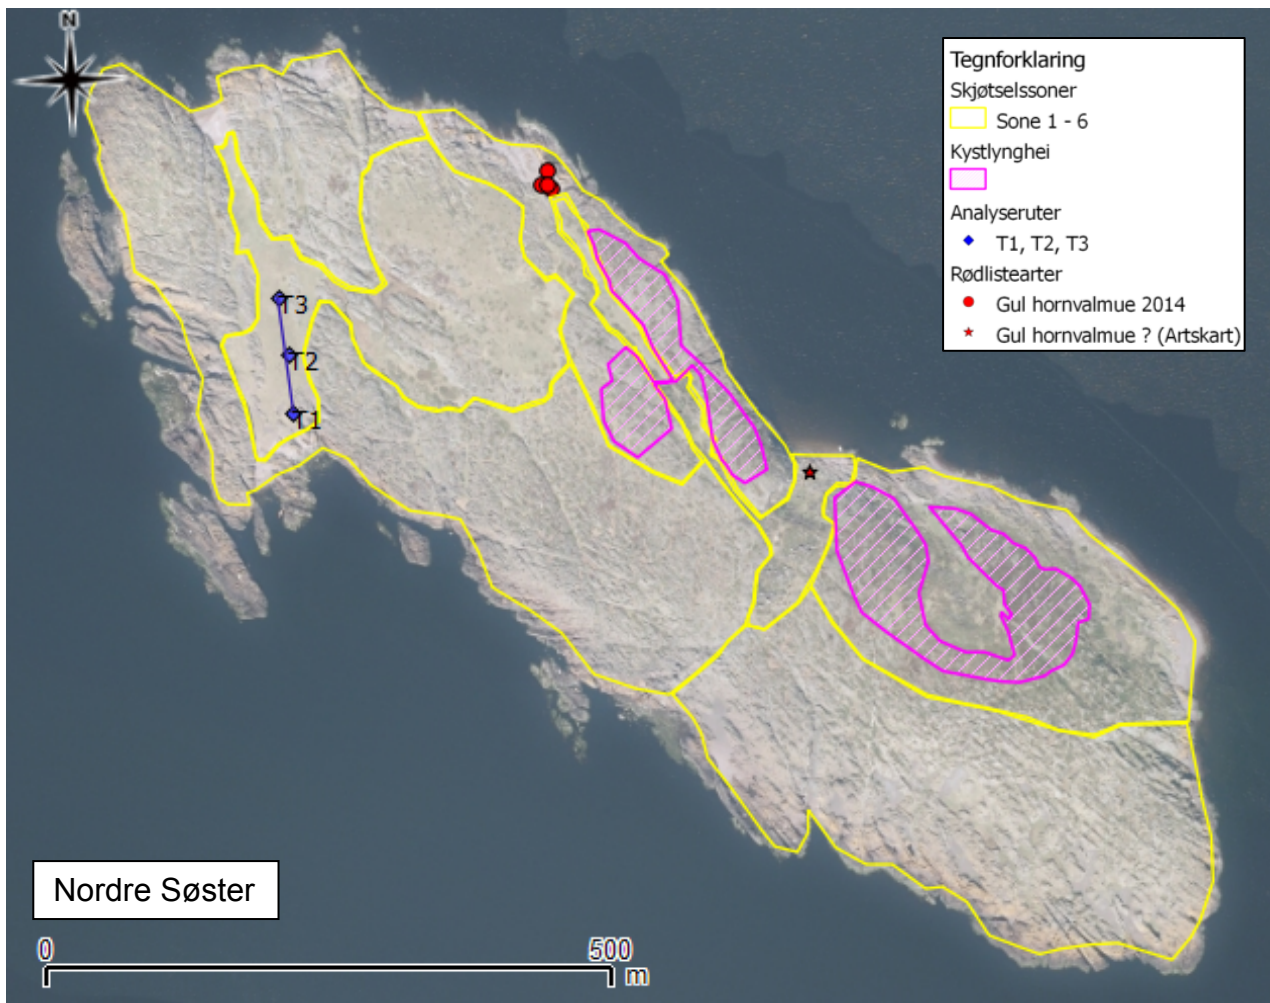 N
Tegnforklaring
Skjøtselssoner
Sone 1 - 6
Kystlynghei
Analyseruter
T1, T2, T3
Rødlistearter
Gul hornvalmue 2014
Gul hornvalmue ? (Artskart)
T3
T2
T1
Nordre Søster
0 500
m